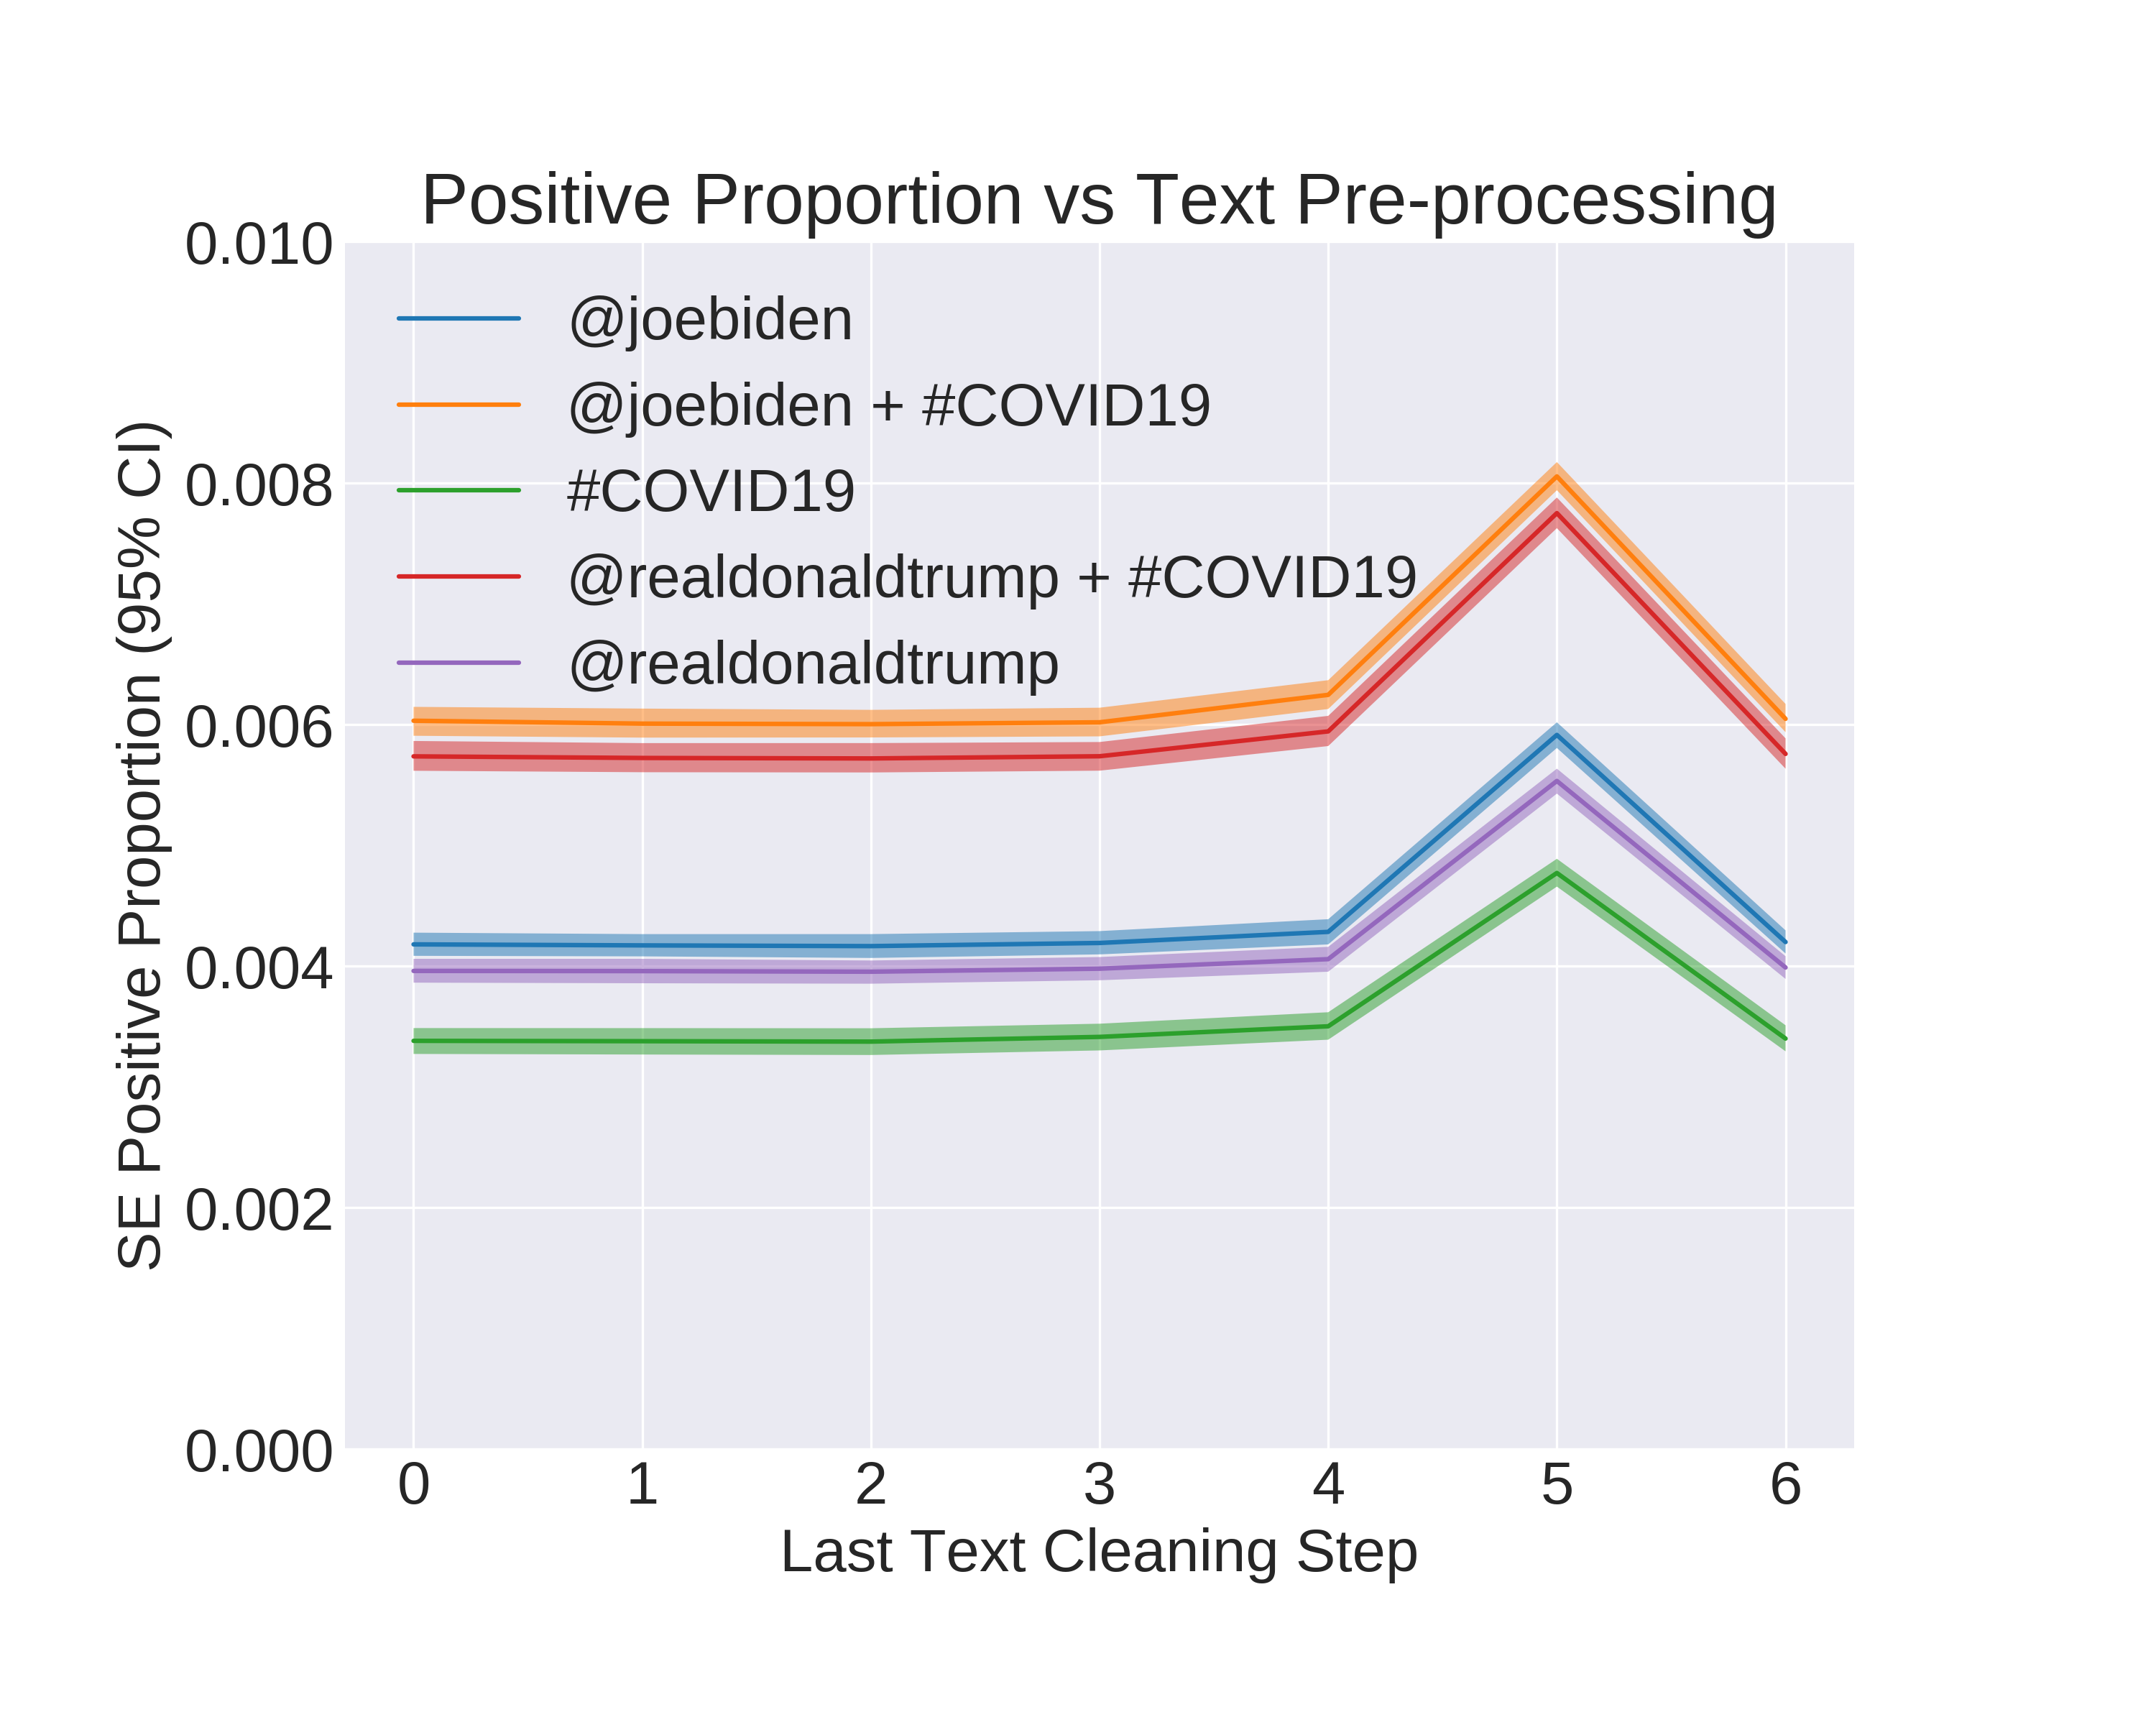 Positive Proportion vs Text Pre-processing
SE Positive Proportion (95% CI)
0.010
0.008
0.006
0.004
0.002
0.000
@joebiden
@joebiden + #COVID19
#COVID19
@realdonaldtrump + #COVID19
@realdonaldtrump
0 1 2 3 4 5 6
Last Text Cleaning Step